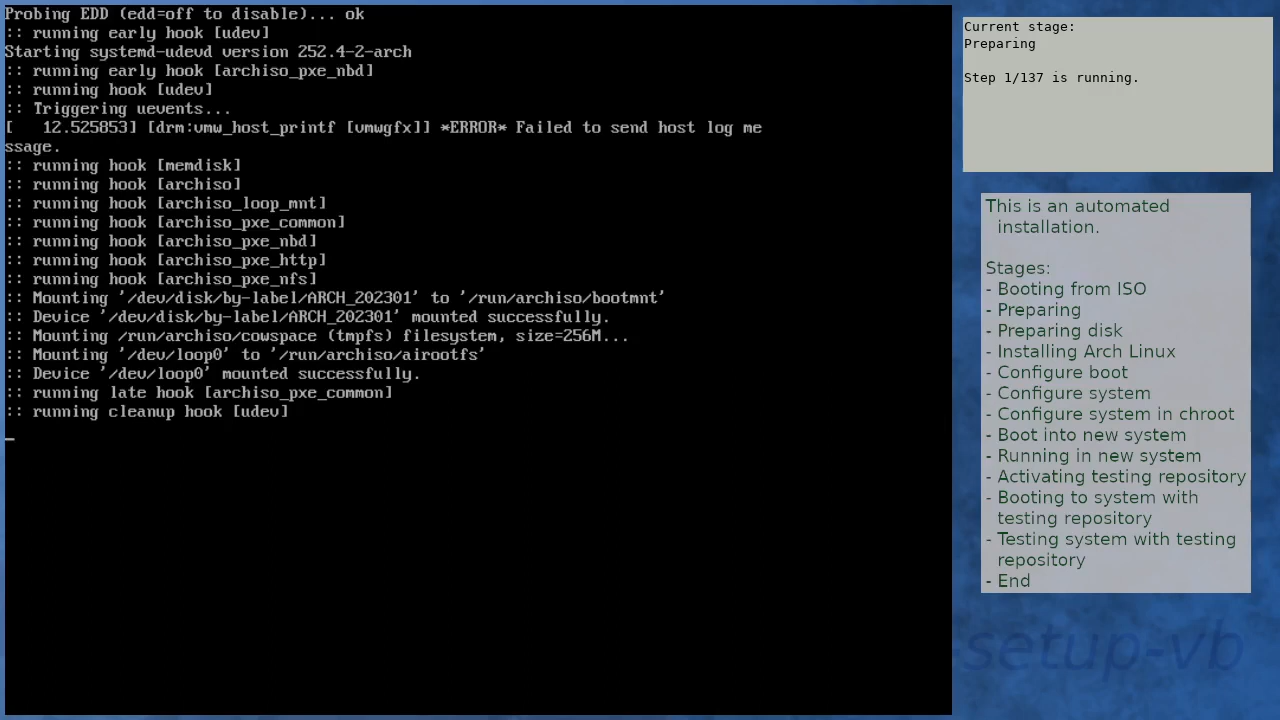 Probing EDD (edd=off to disable)... ok
:: running early hook [udev]
Starting systemd-udevd version 252.4-2-arch
:: running early hook [archiso_pxe_nbd]
:: running hook [udev]
:: Triggering uevents...
[   12.525853] [drm:vmw_host_printf [vmwgfx]] *ERROR* Failed to send host log me
ssage.
:: running hook [memdisk]
:: running hook [archiso]
:: running hook [archiso_loop_mnt]
:: running hook [archiso_pxe_common]
:: running hook [archiso_pxe_nbd]
:: running hook [archiso_pxe_http]
:: running hook [archiso_pxe_nfs]
:: Mounting '/dev/disk/by-label/ARCH_202301' to '/run/archiso/bootmnt'
:: Device '/dev/disk/by-label/ARCH_202301' mounted successfully.
:: Mounting /run/archiso/cowspace (tmpfs) filesystem, size=256M...
:: Mounting '/dev/loop0' to '/run/archiso/airootfs'
:: Device '/dev/loop0' mounted successfully.
:: running late hook [archiso_pxe_common]
:: running cleanup hook [udev]
Current stage:
Preparing
Step 1/137 is running.
This is an automated
installation.
Stages:
- Booting from ISO
- Preparing
- Preparing disk
- Installing Arch Linux
- Configure boot
- Configure system
- Configure system in chroot
- Boot into new system
- Running in new system
- Activating testing repository
- Booting to system with
testing repository
- Testing system with testing
repository
- End
-setup-vb